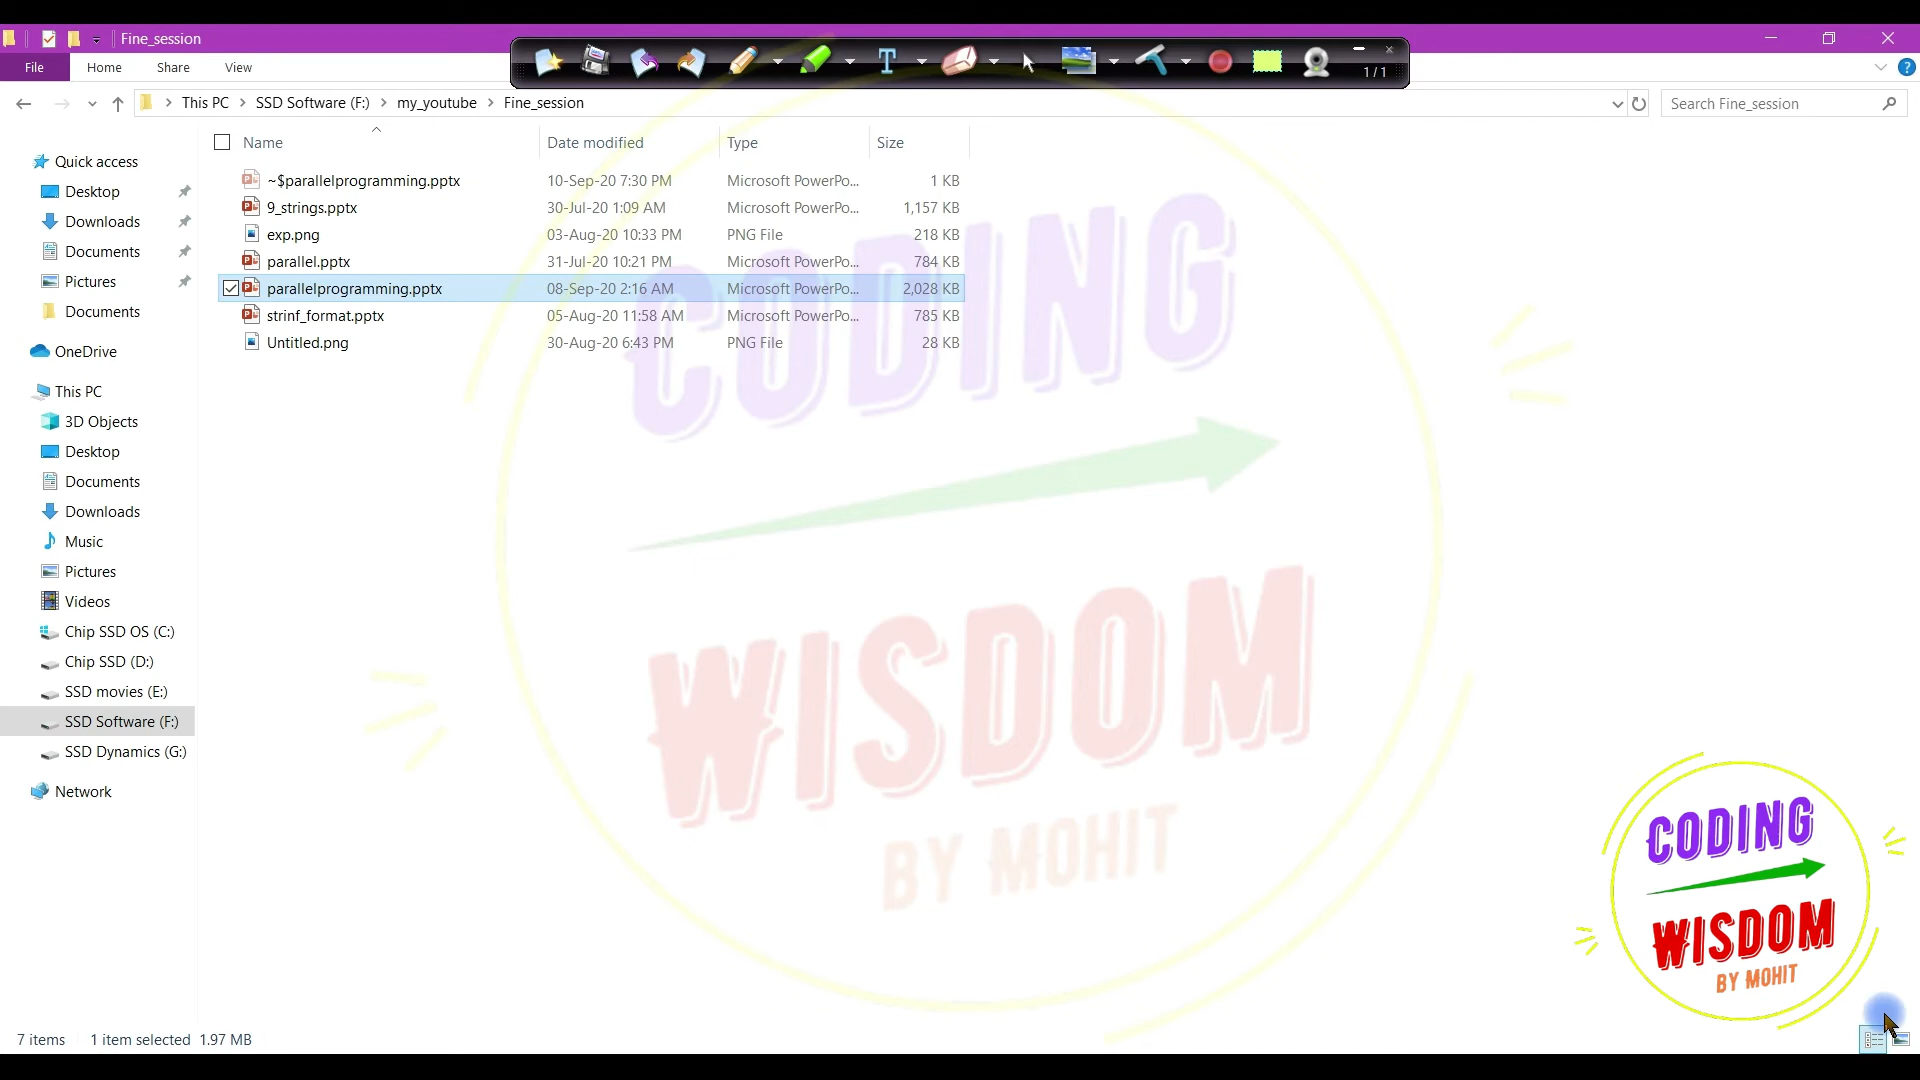 Fine_session
1 / 1
File Home Share View
This PC SSD Software (F:) my_youtube Fine_session
Search Fine_session
Name Date modified Type Size
~$parallelprogramming.pptx 10-Sep-20 7:30 PM Microsoft PowerPo... 1 KB
9_strings.pptx 30-Jul-20 1:09 AM Microsoft PowerPo... 1,157 KB
exp.png 03-Aug-20 10:33 PM PNG File 218 KB
parallel.pptx 31-Jul-20 10:21 PM Microsoft PowerPo... 784 KB
parallelprogramming.pptx 08-Sep-20 2:16 AM Microsoft PowerPo... 2,028 KB
strinf_format.pptx 05-Aug-20 11:58 AM Microsoft PowerPo... 785 KB
Untitled.png 30-Aug-20 6:43 PM PNG File 28 KB
Quick access
Desktop
Downloads
Documents
Pictures
Documents
OneDrive
This PC
3D Objects
Desktop
Documents
Downloads
Music
Pictures
Videos
Chip SSD OS (C:)
Chip SSD (D:)
SSD movies (E:)
SSD Software (F:)
SSD Dynamics (G:)
Network
CODING
WISDOM
BY MOHIT
CODING
WISDOM
BY MOHIT
7 items 1 item selected 1.97 MB